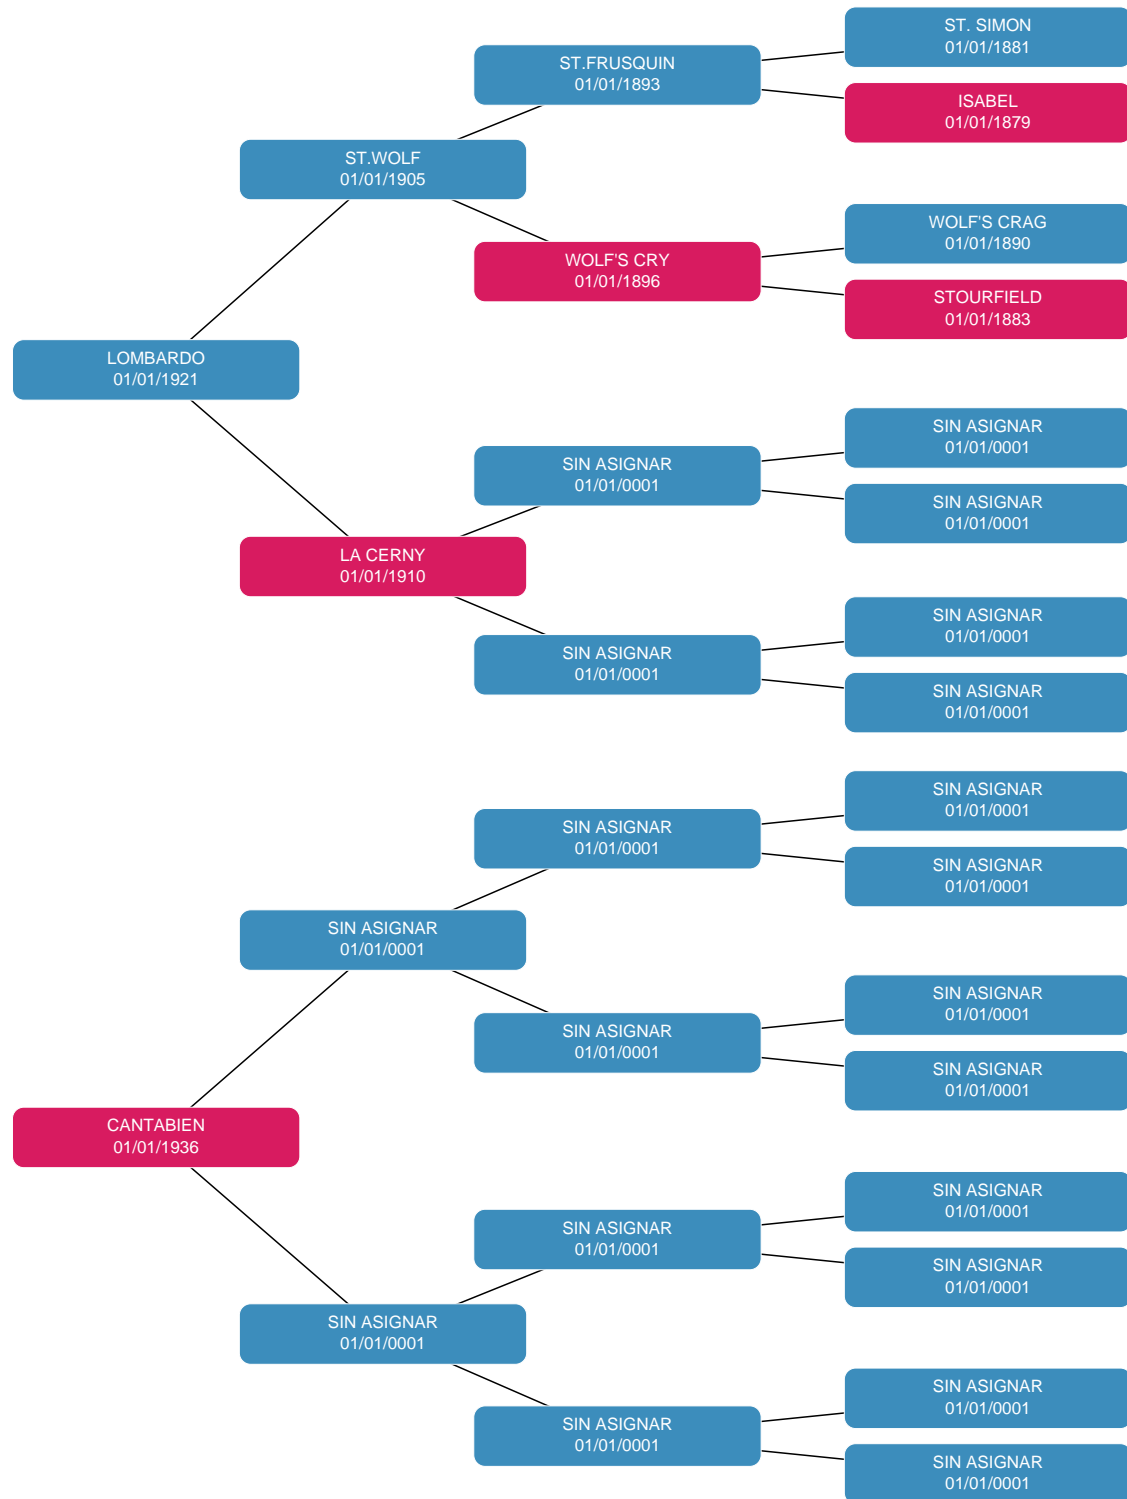 ST. SIMON
01/01/1881
ST.FRUSQUIN
01/01/1893
ISABEL
01/01/1879
ST.WOLF
01/01/1905
WOLF'S CRAG
01/01/1890
WOLF'S CRY
01/01/1896
STOURFIELD
01/01/1883
LOMBARDO
01/01/1921
SIN ASIGNAR
01/01/0001
SIN ASIGNAR
01/01/0001
SIN ASIGNAR
01/01/0001
LA CERNY
01/01/1910
SIN ASIGNAR
01/01/0001
SIN ASIGNAR
01/01/0001
SIN ASIGNAR
01/01/0001
SIN ASIGNAR
01/01/0001
SIN ASIGNAR
01/01/0001
SIN ASIGNAR
01/01/0001
SIN ASIGNAR
01/01/0001
SIN ASIGNAR
01/01/0001
SIN ASIGNAR
01/01/0001
SIN ASIGNAR
01/01/0001
CANTABIEN
01/01/1936
SIN ASIGNAR
01/01/0001
SIN ASIGNAR
01/01/0001
SIN ASIGNAR
01/01/0001
SIN ASIGNAR
01/01/0001
SIN ASIGNAR
01/01/0001
SIN ASIGNAR
01/01/0001
SIN ASIGNAR
01/01/0001